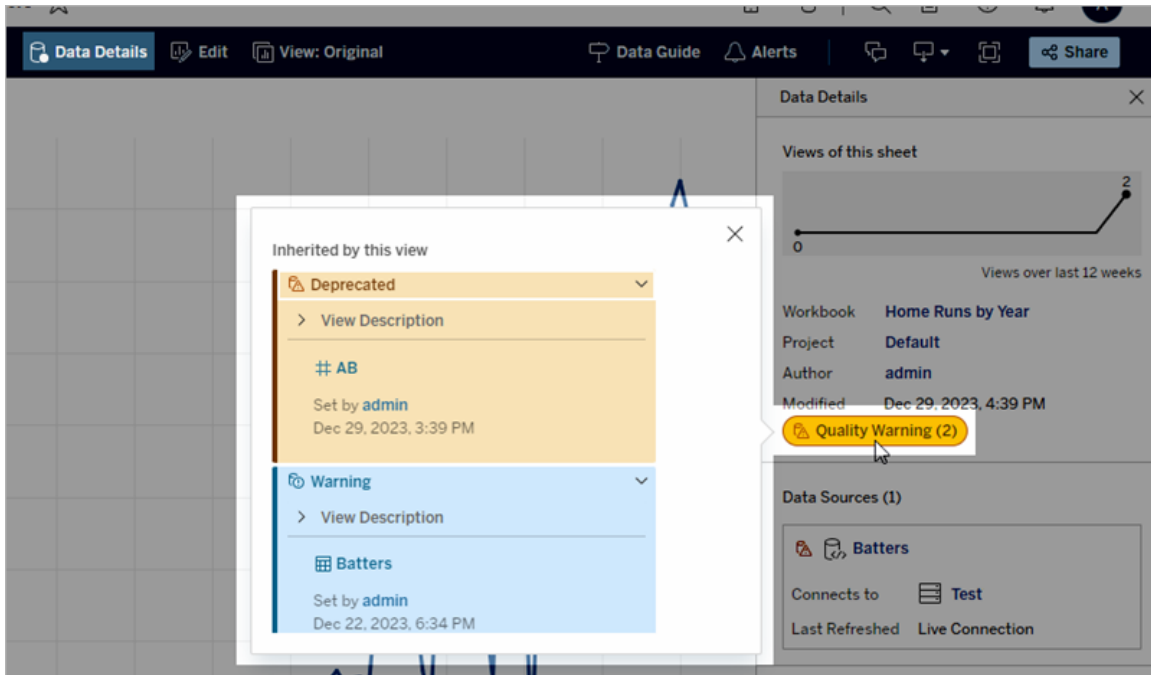 Data Details
Edit
View: Original
Data Guide
Alerts
Share
Data Details
Views of this sheet
2
0
Views over last 12 weeks
Workbook Home Runs by Year
Project Default
Author admin
Modified Dec 29, 2023, 4:39 PM
Quality Warning (2)
Data Sources (1)
Batters
Connects to Test
Last Refreshed Live Connection
Inherited by this view
Deprecated
View Description
AB
Set by admin
Dec 29, 2023, 3:39 PM
Warning
View Description
Batters
Set by admin
Dec 22, 2023, 6:34 PM